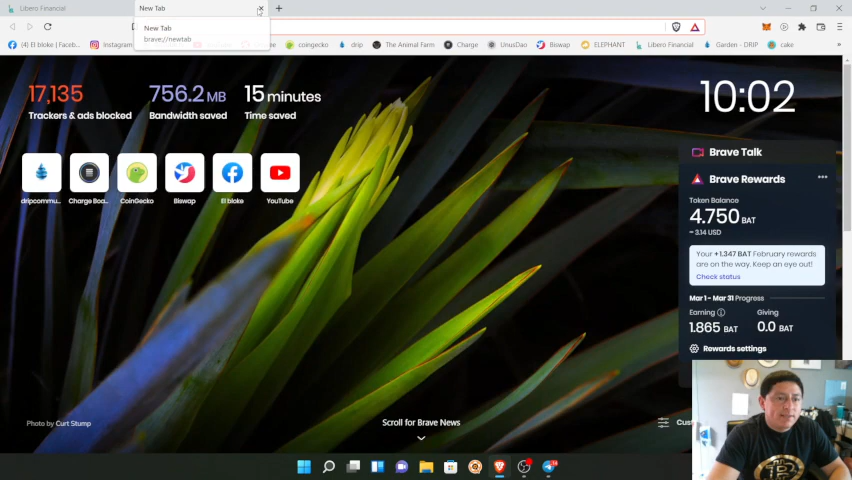 Libero Financial
New Tab
New Tab
brave://newtab
(4) El bloke | Faceb...
Instagram
coingecko
drip
The Animal Farm
Charge
UnusDao
Biswap
ELEPHANT
Libero Financial
Garden - DRIP
cake
17,135
Trackers & ads blocked
756.2 MB
Bandwidth saved
15 minutes
Time saved
10:02
dripcommu...
Charge Boa...
CoinGecko
Biswap
El bloke
YouTube
Brave Talk
Brave Rewards
Token Balance
4.750 BAT
≈ 3.14 USD
Your +1.347 BAT February rewards
are on the way. Keep an eye out!
Check status
Mar 1 - Mar 31 Progress
Earning
1.865 BAT
Giving
0.0 BAT
Rewards settings
Photo by Curt Stump
Scroll for Brave News
Cus